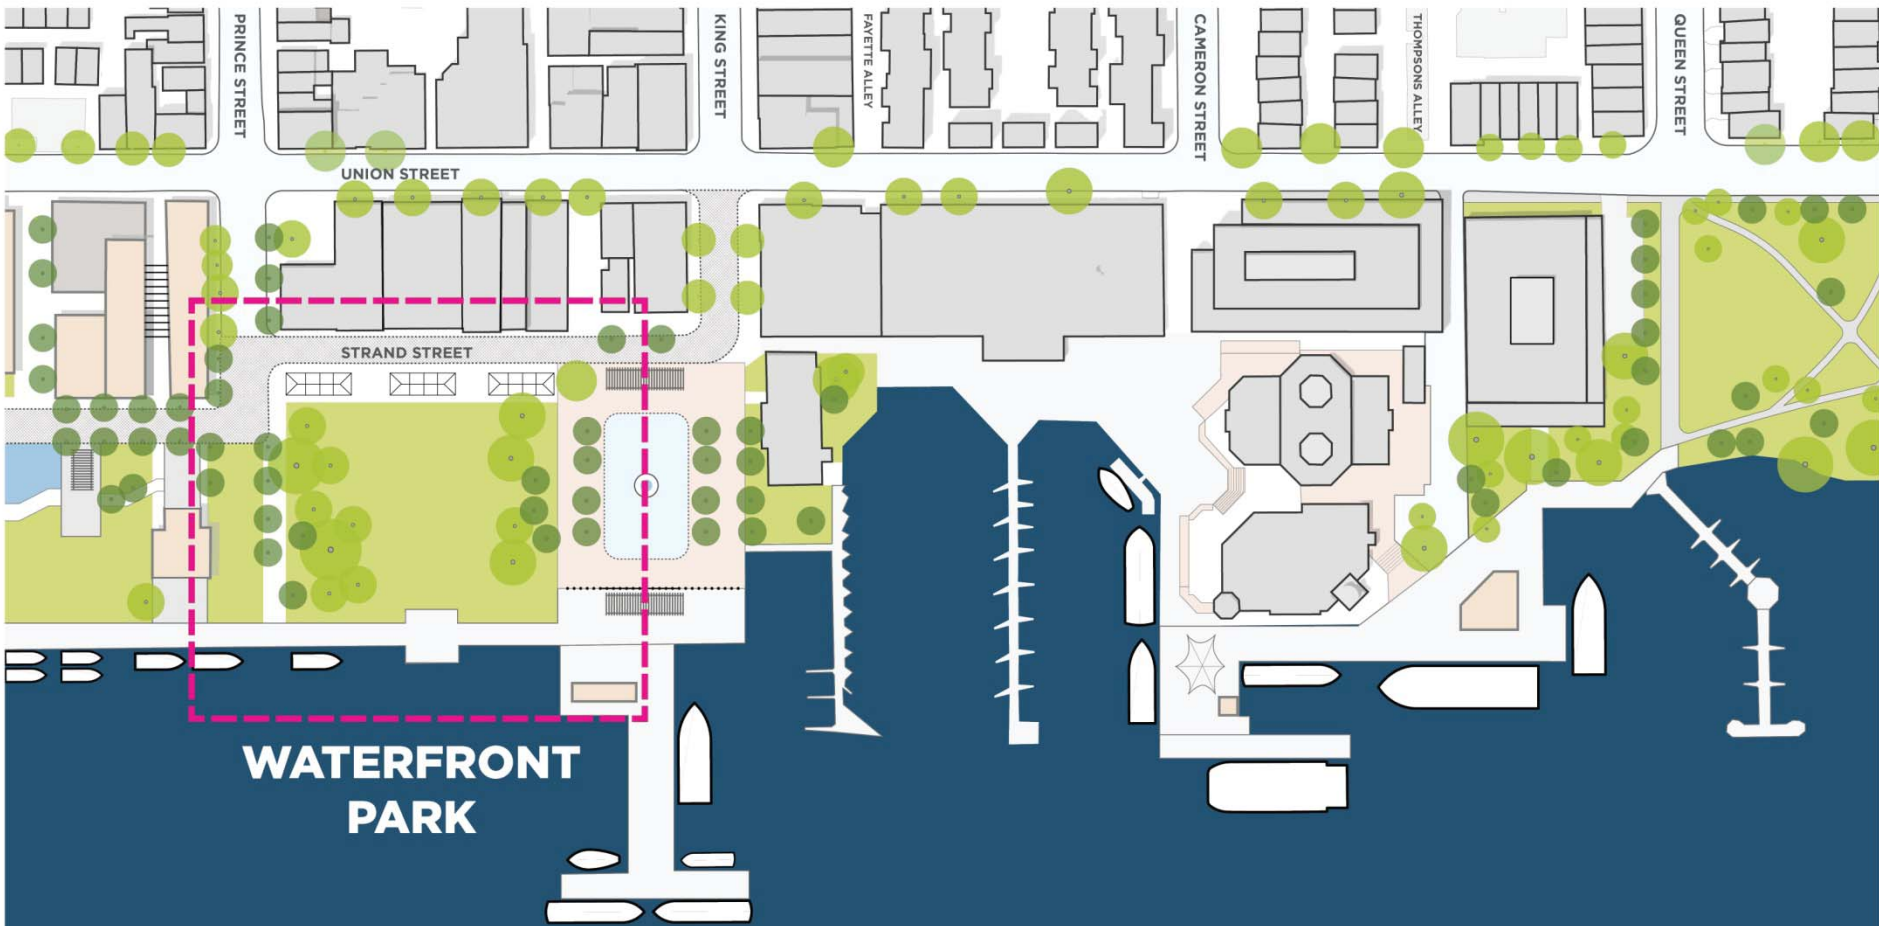 PRINCE STREET
KING STREET
FAYETTE ALLEY
CAMERON STREET
THOMPSONS ALLEY
QUEEN STREET
UNION STREET
STRAND STREET
WATERFRONT
PARK